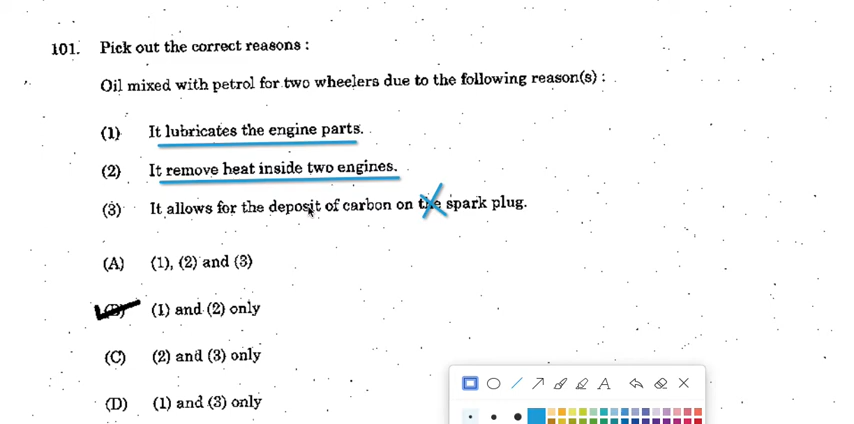 101. Pick out the correct reasons :
Oil mixed with petrol for two wheelers due to the following reason(s) :
(1) It lubricates the engine parts.
(2) It remove heat inside two engines.
(3) It allows for the deposit of carbon on the spark plug.
(A) (1), (2) and (3)
(B) (1) and (2) only
(C) (2) and (3) only
(D) (1) and (3) only
A